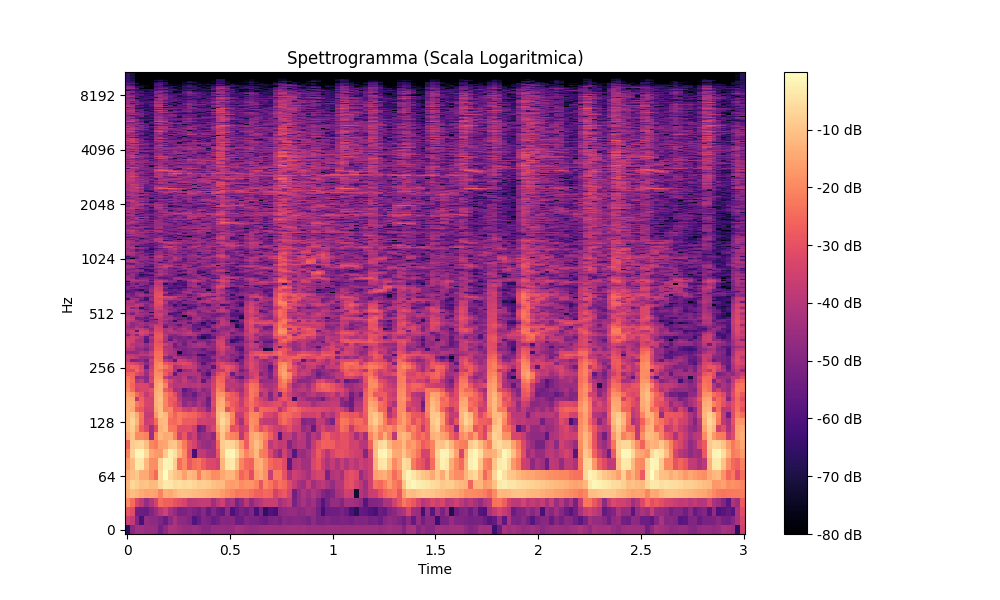 Spettrogramma (Scala Logaritmica)
Hz
8192
4096
2048
1024
512
256
128
64
0
0 0.5 1 1.5 2 2.5 3
Time
-10 dB
-20 dB
-30 dB
-40 dB
-50 dB
-60 dB
-70 dB
-80 dB